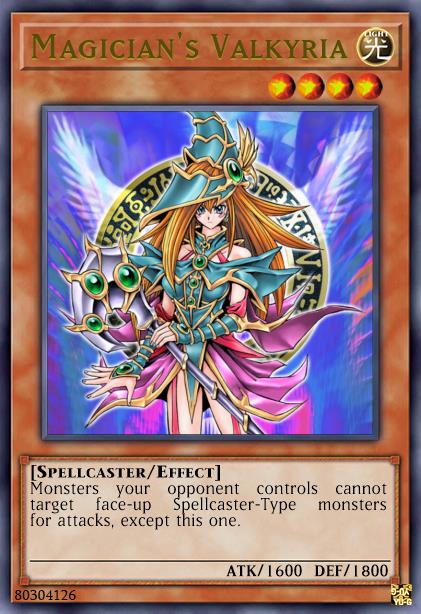 MAGICIAN'S VALKYRIA
LIGHT
光
[SPELLCASTER/EFFECT]
Monsters your opponent controls cannot
target face-up Spellcaster-Type monsters
for attacks, except this one.
ATK/1600 DEF/1800
80304126